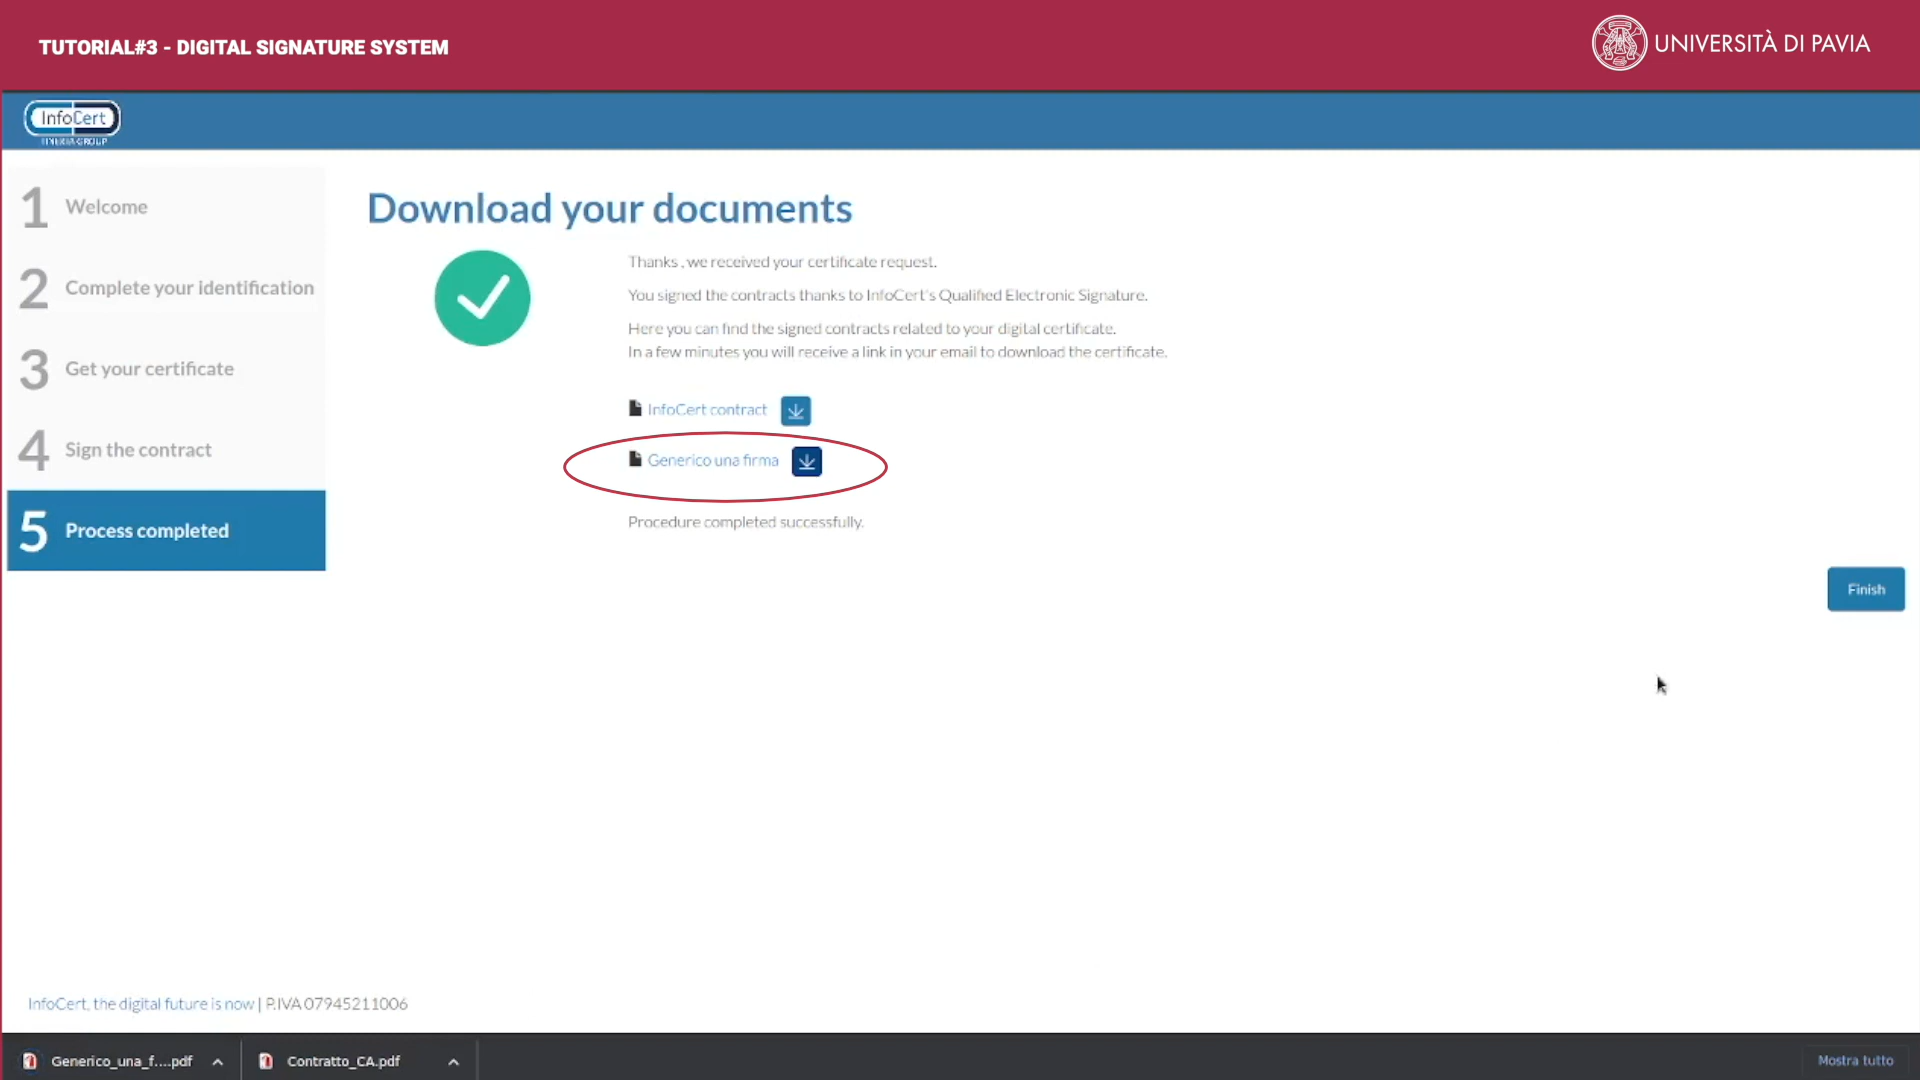 TUTORIAL#3 - DIGITAL SIGNATURE SYSTEM
UNIVERSITÀ DI PAVIA
InfoCert
TINEXTA GROUP
1 Welcome
2 Complete your identification
3 Get your certificate
4 Sign the contract
5 Process completed
Download your documents
Thanks , we received your certificate request.
You signed the contracts thanks to InfoCert's Qualified Electronic Signature.
Here you can find the signed contracts related to your digital certificate.
In a few minutes you will receive a link in your email to download the certificate.
InfoCert contract
Generico una firma
Procedure completed successfully.
Finish
InfoCert, the digital future is now | P.IVA 07945211006
Generico_una_f....pdf
Contratto_CA.pdf
Mostra tutto